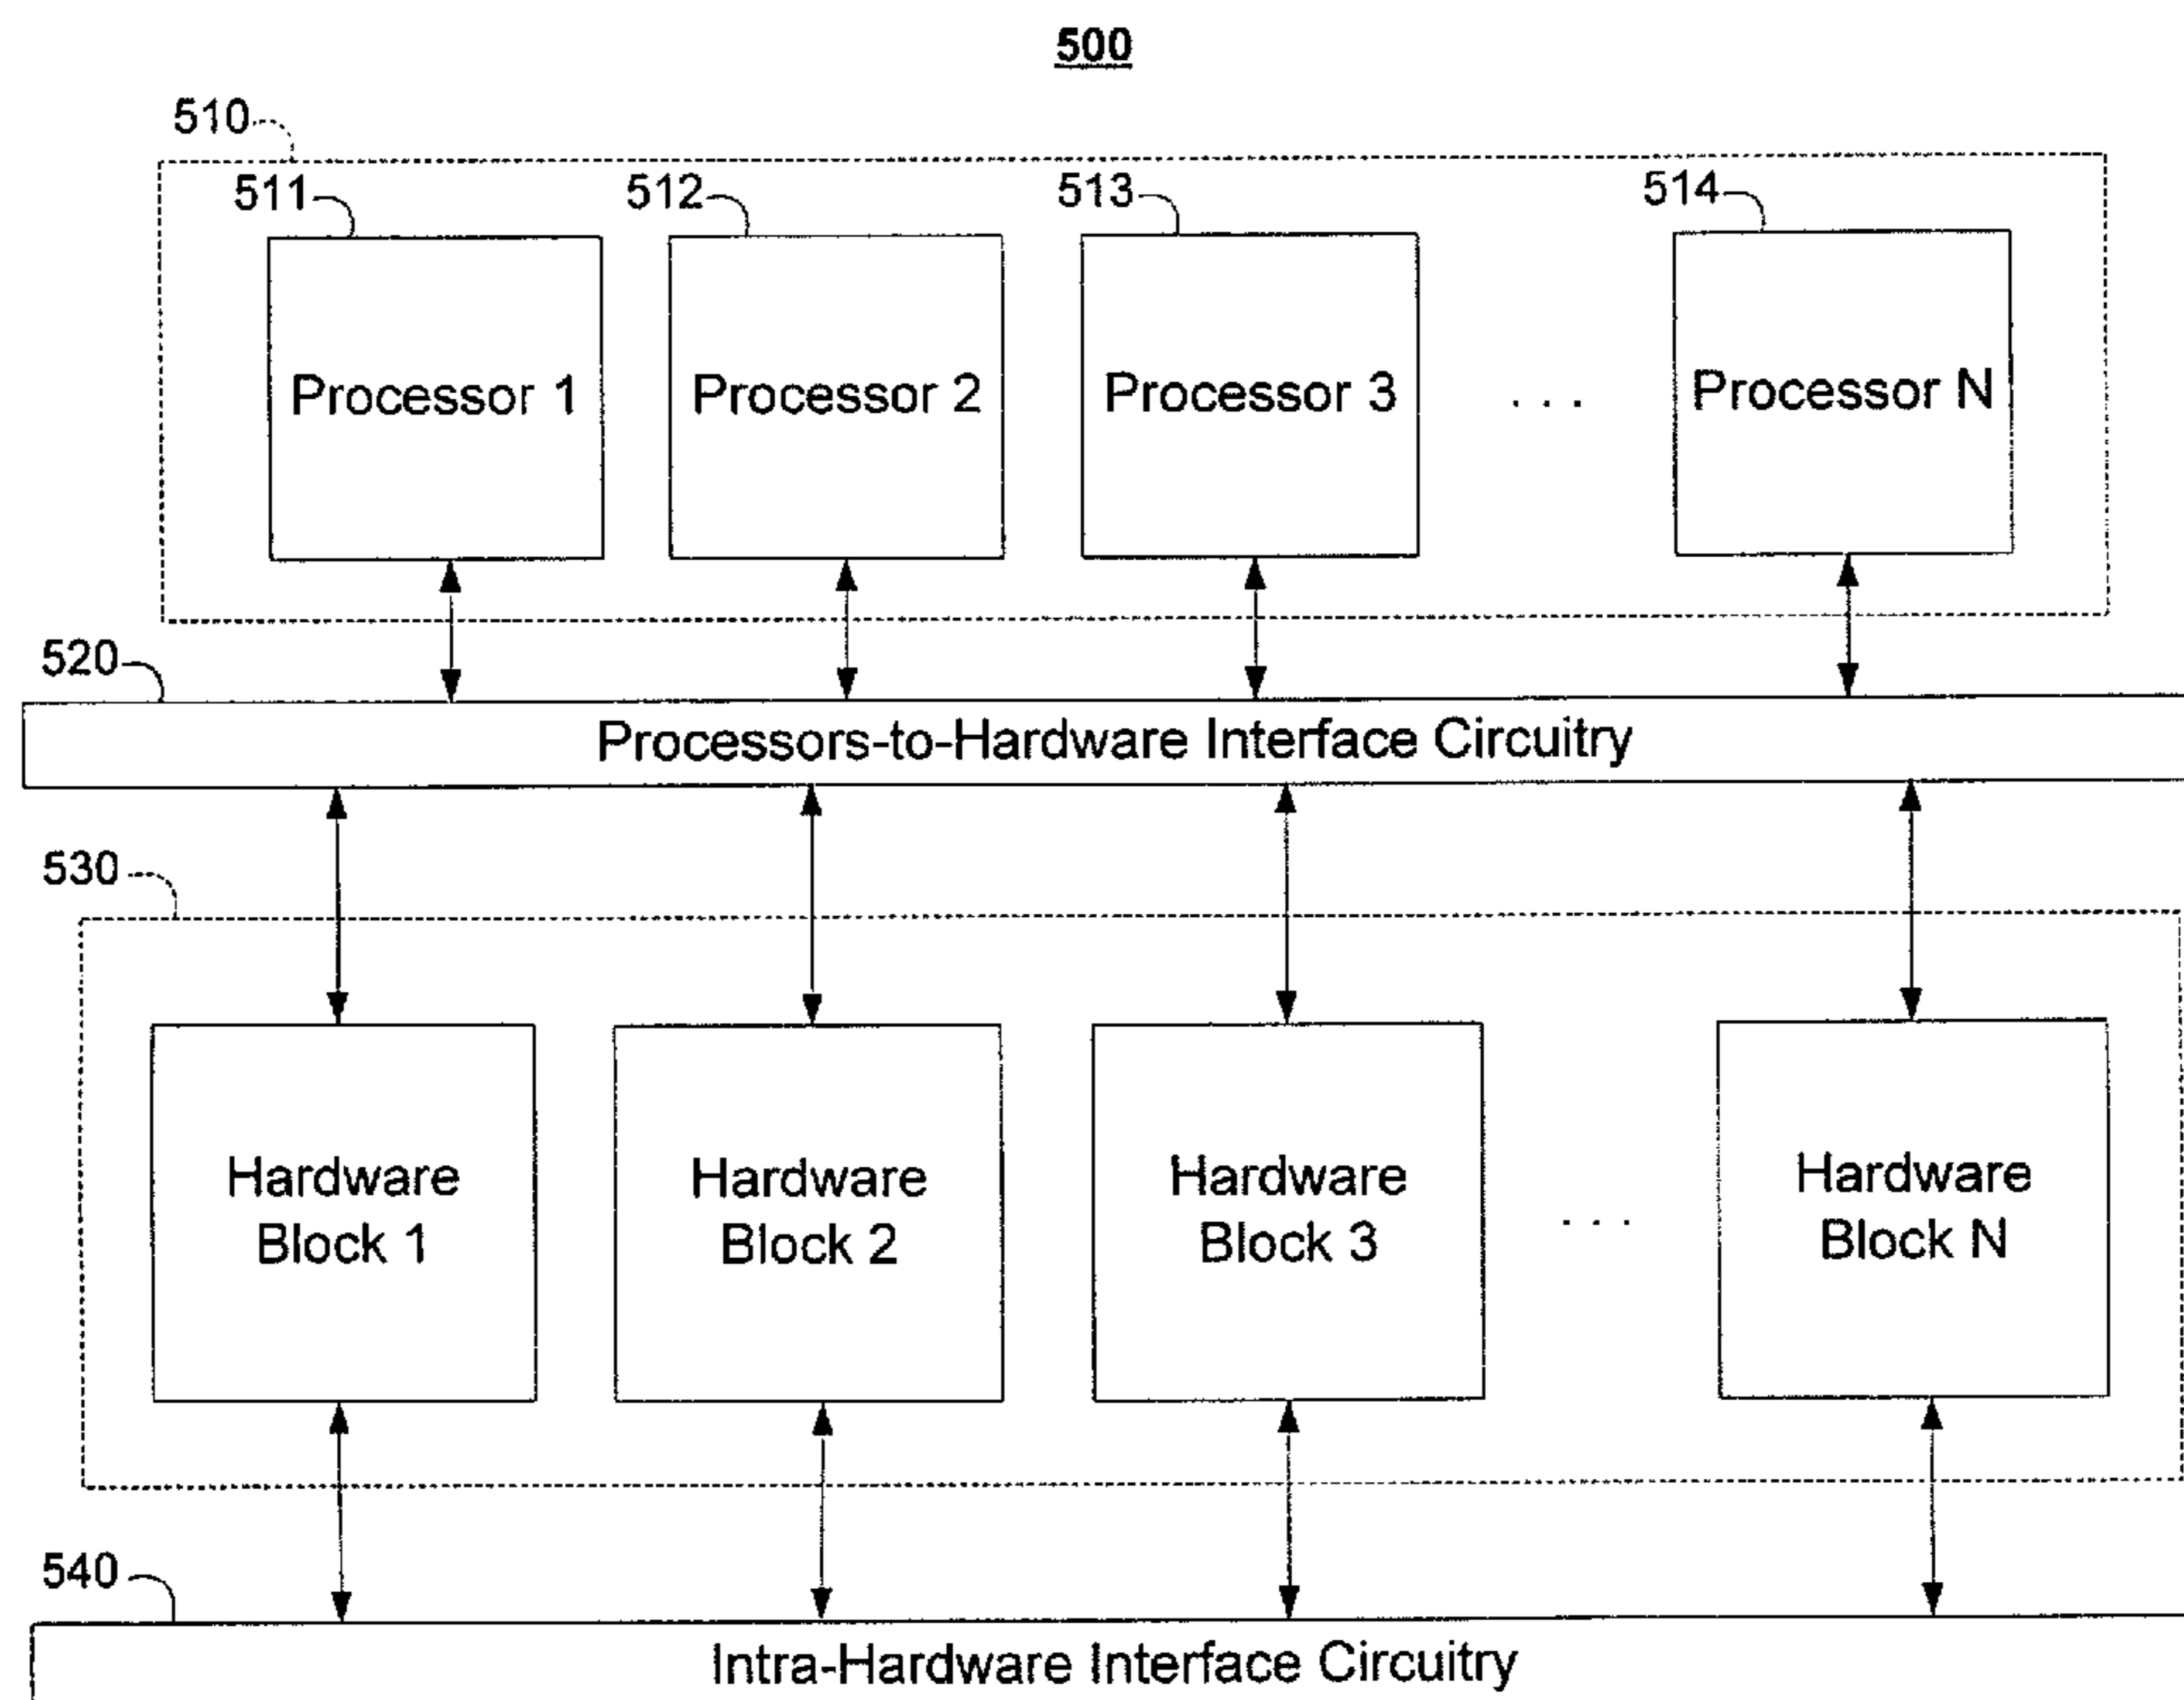 500
510
511
512
513
514
Processor 1
Processor 2
Processor 3
. . .
Processor N
520
Processors-to-Hardware Interface Circuitry
530
Hardware
Block 1
Hardware
Block 2
Hardware
Block 3
. . .
Hardware
Block N
540
Intra-Hardware Interface Circuitry